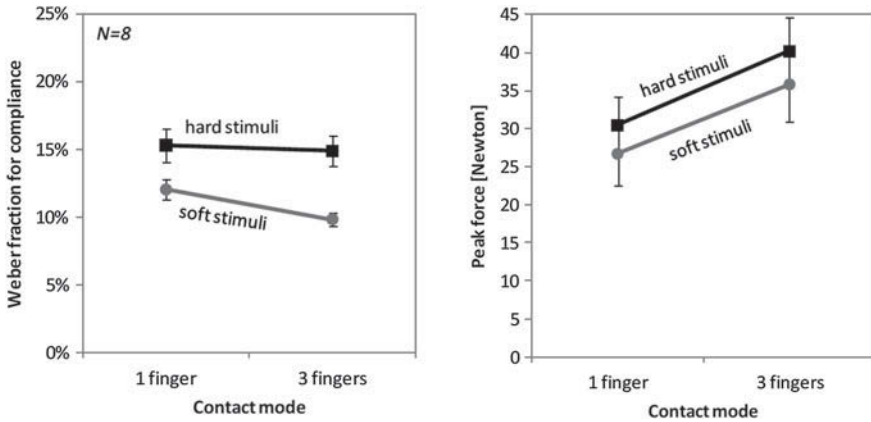 25%
20%
15%
10%
5%
0%
Weber fraction for compliance
N=8
hard stimuli
soft stimuli
1 finger
3 fingers
Contact mode
45
40
35
30
25
20
15
10
5
0
Peak force [Newton]
hard stimuli
soft stimuli
1 finger
3 fingers
Contact mode